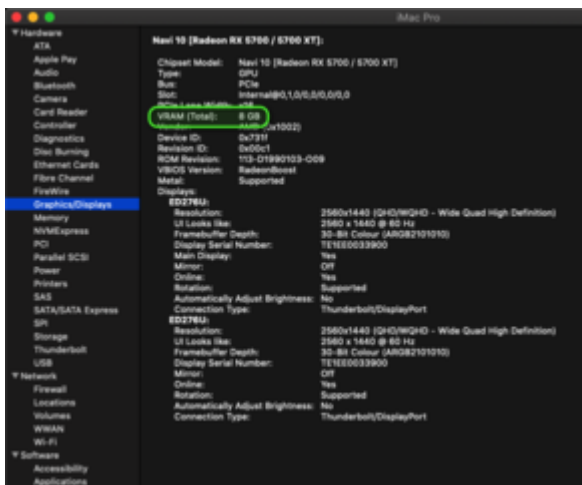 iMac Pro
Hardware
ATA
Apple Pay
Audio
Bluetooth
Camera
Card Reader
Controller
Diagnostics
Disc Burning
Ethernet Cards
Fibre Channel
FireWire
Graphics/Displays
Memory
NVMExpress
PCI
Parallel SCSI
Power
Printers
SAS
SATA/SATA Express
SPI
Storage
Thunderbolt
USB
Network
Firewall
Locations
Volumes
WWAN
Wi-Fi
Software
Accessibility
Applications
Navi 10 [Radeon RX 5700 / 5700 XT]:
Chipset Model: Navi 10 [Radeon RX 5700 / 5700 XT]
Type: GPU
Bus: PCIe
Slot: Internal@0,1,0/0,0/0,0/0,0
PCIe Lane Width: x16
VRAM (Total): 8 GB
Vendor: AMD (0x1002)
Device ID: 0x731f
Revision ID: 0x00c1
ROM Revision: 113-D1990103-O09
VBIOS Version: RadeonBoost
Metal: Supported
Displays:
ED276U:
Resolution: 2560x1440 (QHD/WQHD - Wide Quad High Definition)
UI Looks like: 2560 x 1440 @ 60 Hz
Framebuffer Depth: 30-Bit Colour (ARGB2101010)
Display Serial Number: TE1EE0033900
Main Display: Yes
Mirror: Off
Online: Yes
Rotation: Supported
Automatically Adjust Brightness: No
Connection Type: Thunderbolt/DisplayPort
ED276U:
Resolution: 2560x1440 (QHD/WQHD - Wide Quad High Definition)
UI Looks like: 2560 x 1440 @ 60 Hz
Framebuffer Depth: 30-Bit Colour (ARGB2101010)
Display Serial Number: TE1EE0033900
Mirror: Off
Online: Yes
Rotation: Supported
Automatically Adjust Brightness: No
Connection Type: Thunderbolt/DisplayPort